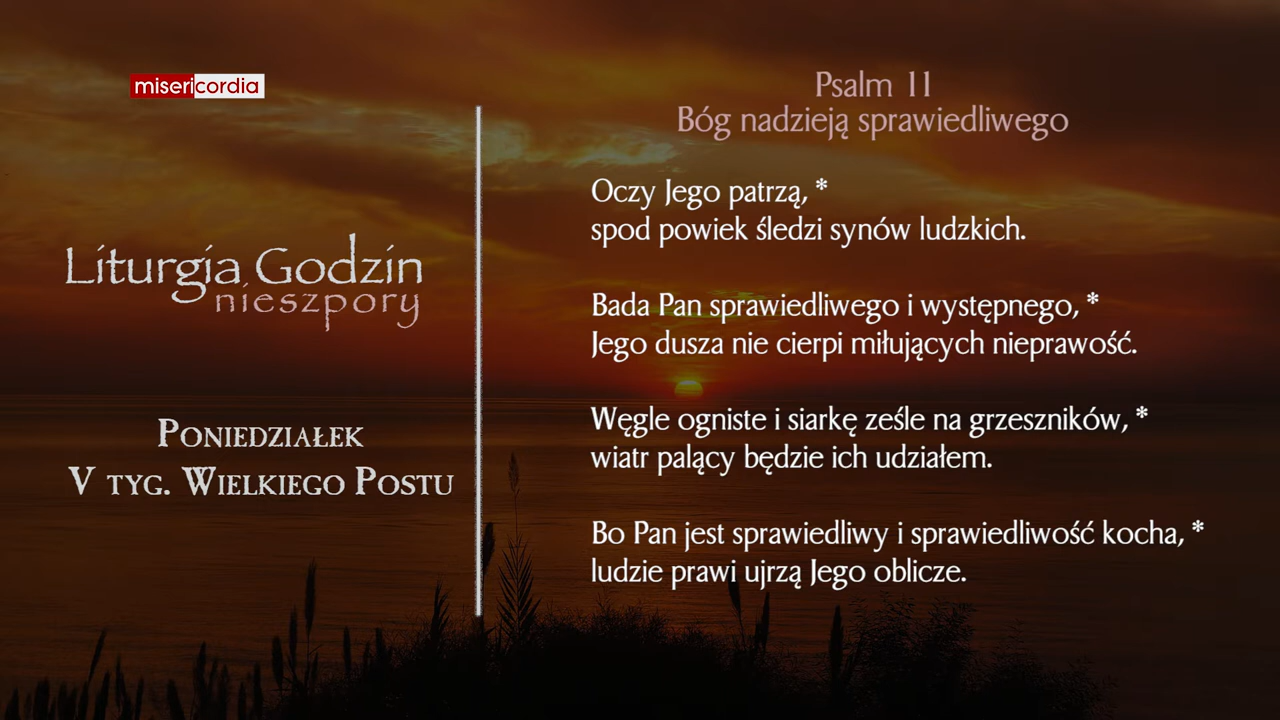 misericordia
Liturgia Godzin
nieszpory
Poniedziałek
V tyg. Wielkiego Postu
Psalm 11
Bóg nadzieją sprawiedliwego
Oczy Jego patrzą, *
spod powiek śledzi synów ludzkich.
Bada Pan sprawiedliwego i występnego, *
Jego dusza nie cierpi miłujących nieprawość.
Węgle ogniste i siarkę ześle na grzeszników, *
wiatr palący będzie ich udziałem.
Bo Pan jest sprawiedliwy i sprawiedliwość kocha, *
ludzie prawi ujrzą Jego oblicze.